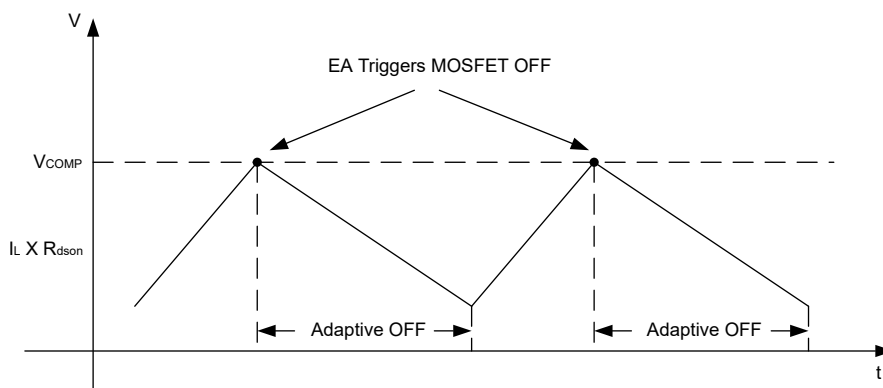 V
EA Triggers MOSFET OFF
VCOMP
IL X Rdson
Adaptive OFF
Adaptive OFF
t